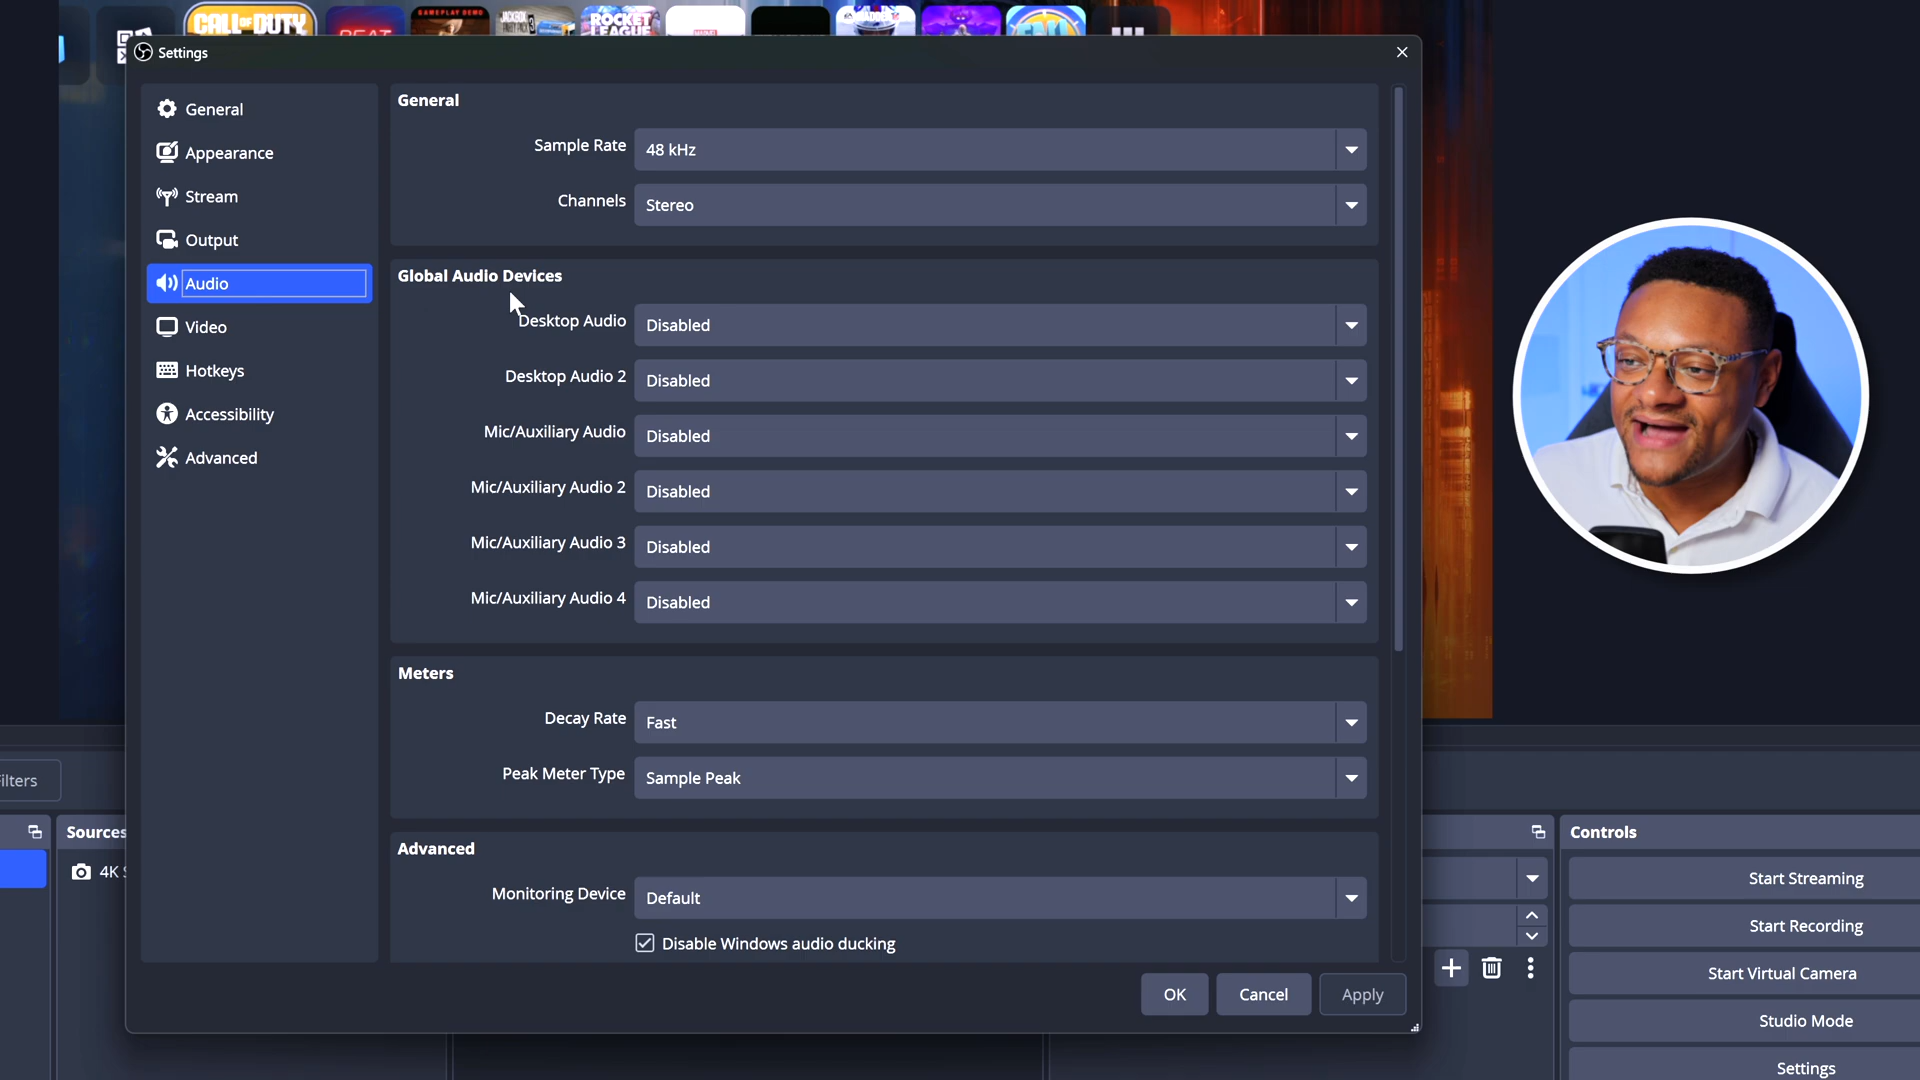 CALL OF DUTY
GAMEPLAY DEMO
JACKBOX
ROCKET
LEAGUE
Settings
General
Appearance
Stream
Output
Audio
Video
Hotkeys
Accessibility
Advanced
General
Sample Rate 48 kHz
Channels Stereo
Global Audio Devices
Desktop Audio Disabled
Desktop Audio 2 Disabled
Mic/Auxiliary Audio Disabled
Mic/Auxiliary Audio 2 Disabled
Mic/Auxiliary Audio 3 Disabled
Mic/Auxiliary Audio 4 Disabled
Meters
Decay Rate Fast
Peak Meter Type Sample Peak
Advanced
Monitoring Device Default
Disable Windows audio ducking
OK Cancel Apply
ilters
Sources
4K S
Controls
Start Streaming
Start Recording
Start Virtual Camera
Studio Mode
Settings